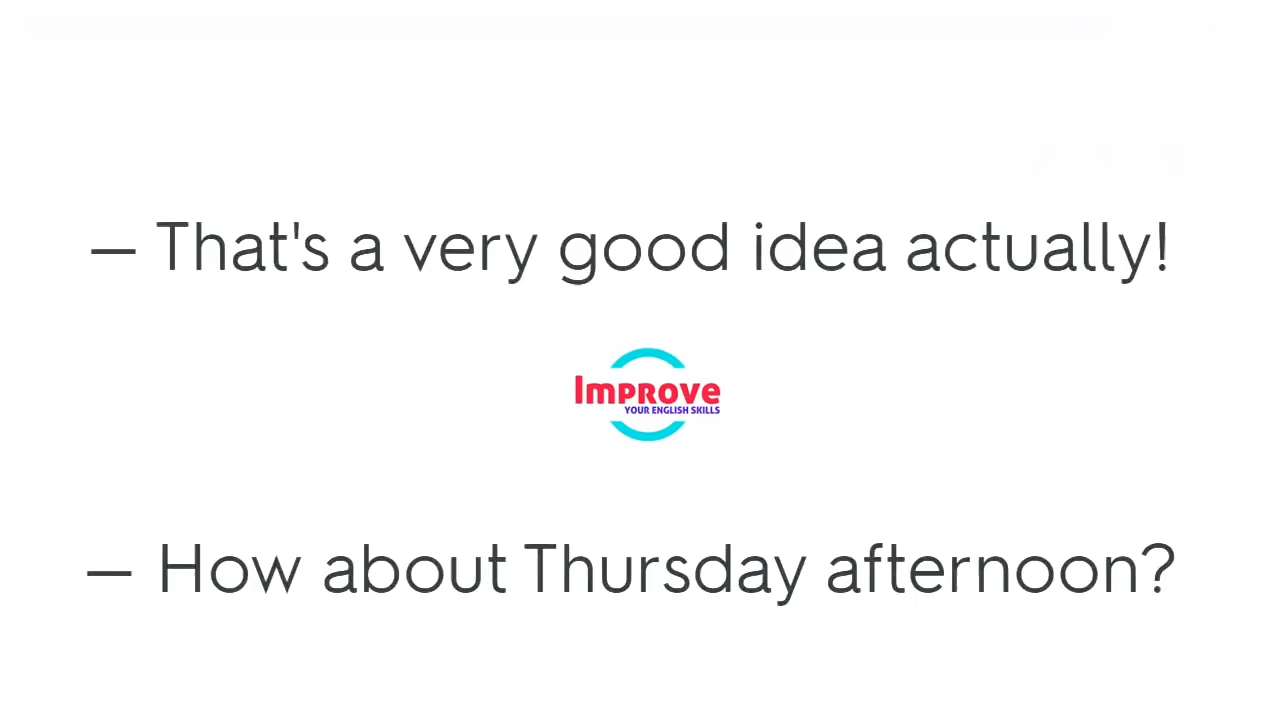 — That's a very good idea actually!
Improve
YOUR ENGLISH SKILLS
— How about Thursday afternoon?